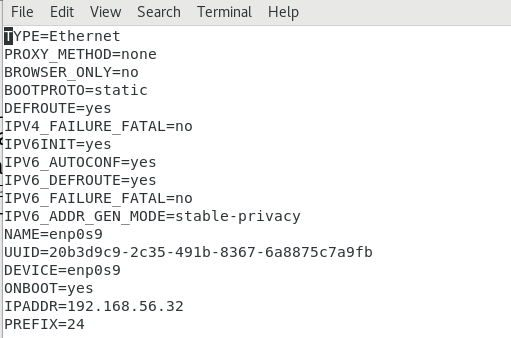 File Edit View Search Terminal Help
TYPE=Ethernet
PROXY_METHOD=none
BROWSER_ONLY=no
BOOTPROTO=static
DEFROUTE=yes
IPV4_FAILURE_FATAL=no
IPV6INIT=yes
IPV6_AUTOCONF=yes
IPV6_DEFROUTE=yes
IPV6_FAILURE_FATAL=no
IPV6_ADDR_GEN_MODE=stable-privacy
NAME=enp0s9
UUID=20b3d9c9-2c35-491b-8367-6a8875c7a9fb
DEVICE=enp0s9
ONBOOT=yes
IPADDR=192.168.56.32
PREFIX=24